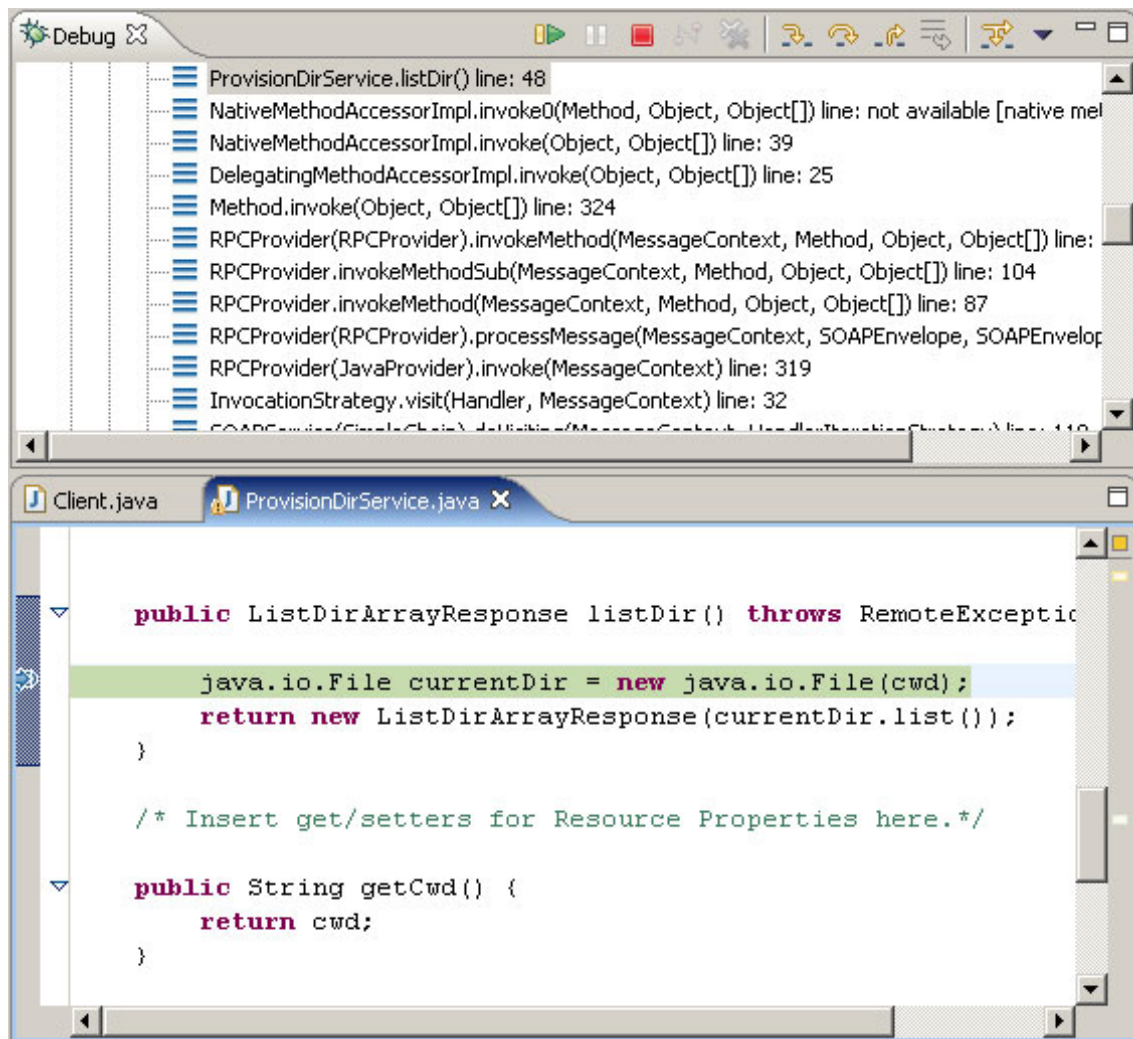 Debug
ProvisionDirService.listDir() line: 48
NativeMethodAccessorImpl.invoke0(Method, Object, Object[]) line: not available [native me
NativeMethodAccessorImpl.invoke(Object, Object[]) line: 39
DelegatingMethodAccessorImpl.invoke(Object, Object[]) line: 25
Method.invoke(Object, Object[]) line: 324
RPCProvider(RPCProvider).invokeMethod(MessageContext, Method, Object, Object[]) line:
RPCProvider.invokeMethodSub(MessageContext, Method, Object, Object[]) line: 104
RPCProvider.invokeMethod(MessageContext, Method, Object, Object[]) line: 87
RPCProvider(RPCProvider).processMessage(MessageContext, SOAPEnvelope, SOAPEnvelop
RPCProvider(JavaProvider).invoke(MessageContext) line: 319
InvocationStrategy.visit(Handler, MessageContext) line: 32
Client.java ProvisionDirService.java
public ListDirArrayResponse listDir() throws RemoteExceptio
java.io.File currentDir = new java.io.File(cwd);
return new ListDirArrayResponse(currentDir.list());
}
/* Insert get/setters for Resource Properties here.*/
public String getCwd() {
return cwd;
}